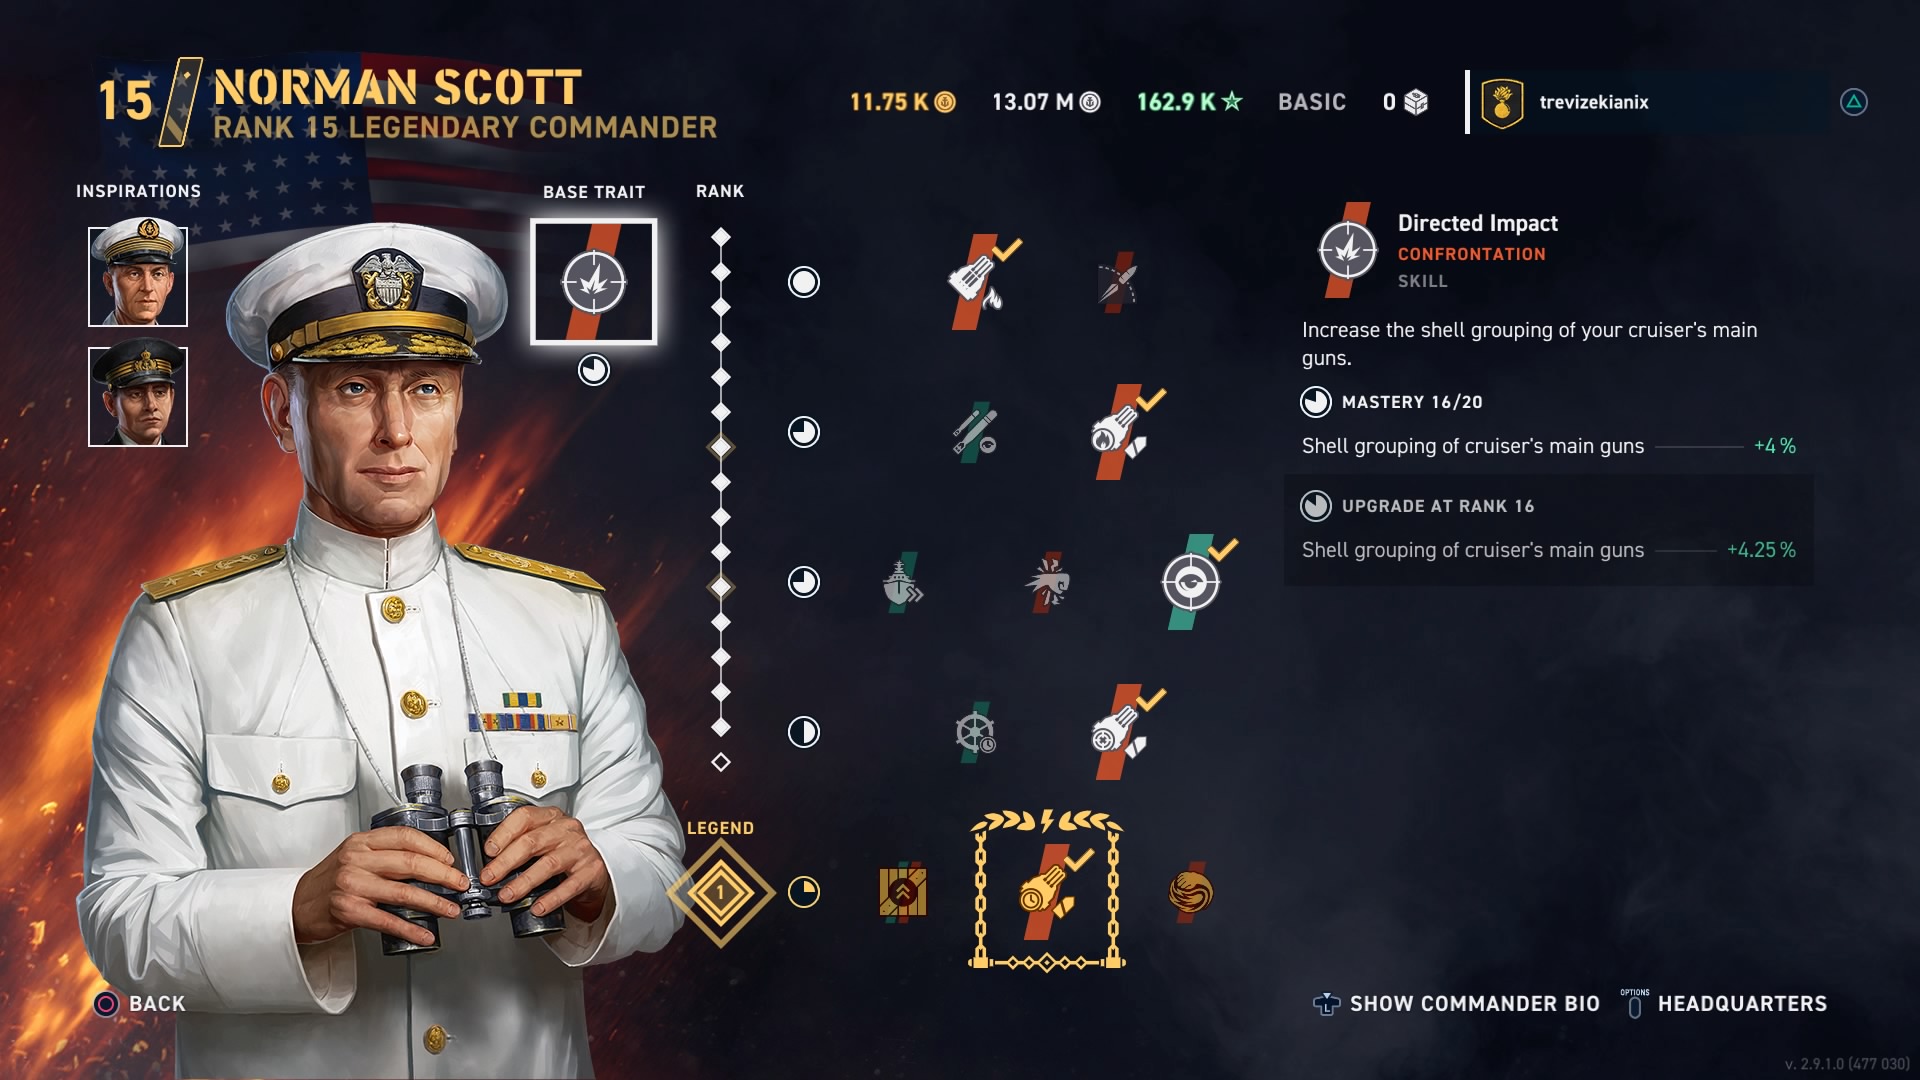 15
NORMAN SCOTT
RANK 15 LEGENDARY COMMANDER
11.75 K
13.07 M
162.9 K
BASIC
0
trevizekianix
INSPIRATIONS
BASE TRAIT
RANK
Directed Impact
CONFRONTATION
SKILL
Increase the shell grouping of your cruiser's main
guns.
MASTERY 16/20
Shell grouping of cruiser's main guns +4 %
UPGRADE AT RANK 16
Shell grouping of cruiser's main guns +4.25 %
LEGEND
1
BACK
SHOW COMMANDER BIO
OPTIONS
HEADQUARTERS
L
v. 2.9.1.0 (477 030)